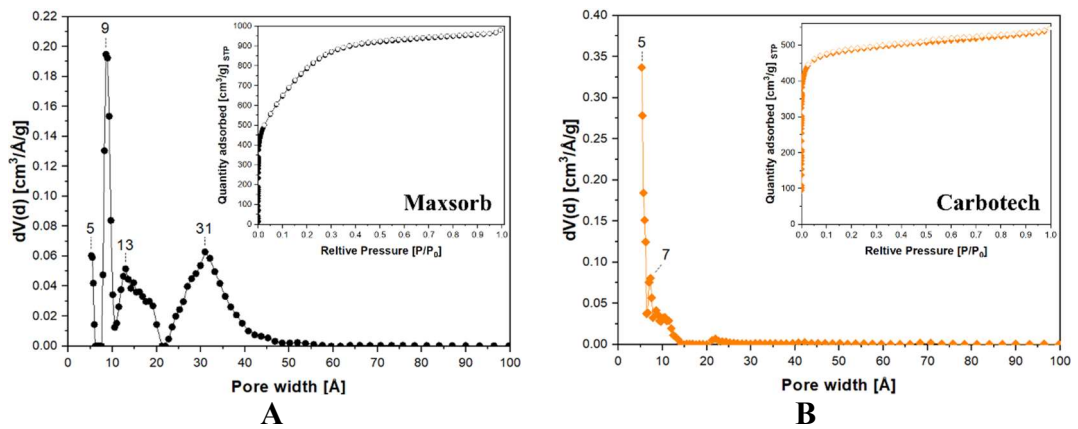 0.22
0.20
0.18
0.16
0.14
0.12
0.10
0.08
0.06
0.04
0.02
0.00
dV(d) [cm³/Å/g]
0 10 20 30 40 50 60 70 80 90 100
Pore width [Å]
5
9
13
31
1000
900
800
700
600
500
400
300
200
100
0
Quantity adsorbed [cm³/g] STP
0.0 0.1 0.2 0.3 0.4 0.5 0.6 0.7 0.8 0.9 1.0
Reltive Pressure [P/P₀]
Maxsorb
A
0.40
0.35
0.30
0.25
0.20
0.15
0.10
0.05
0.00
dV(d) [cm³/Å/g]
0 10 20 30 40 50 60 70 80 90 100
Pore width [Å]
5
7
500
400
300
200
100
0
Quantity adsorbed [cm³/g] STP
0.0 0.1 0.2 0.3 0.4 0.5 0.6 0.7 0.8 0.9 1.0
Reltive Pressure [P/P₀]
Carbotech
B